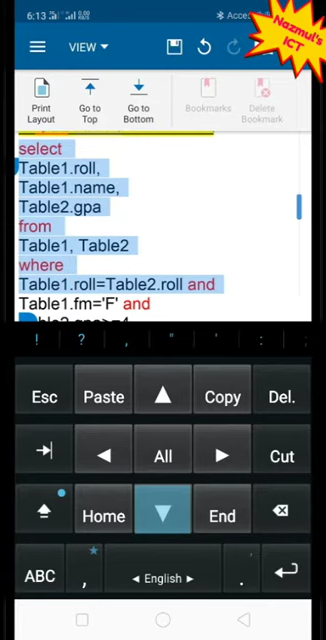 6:13
Nazmul's
ICT
VIEW
Print
Layout
Go to
Top
Go to
Bottom
Bookmarks
Delete
Bookmark
select
Table1.roll,
Table1.name,
Table2.gpa
from
Table1, Table2
where
Table1.roll=Table2.roll and
Table1.fm='F' and
! ? , " ' : ;
Esc Paste Copy Del.
All Cut
Home End
ABC , English .